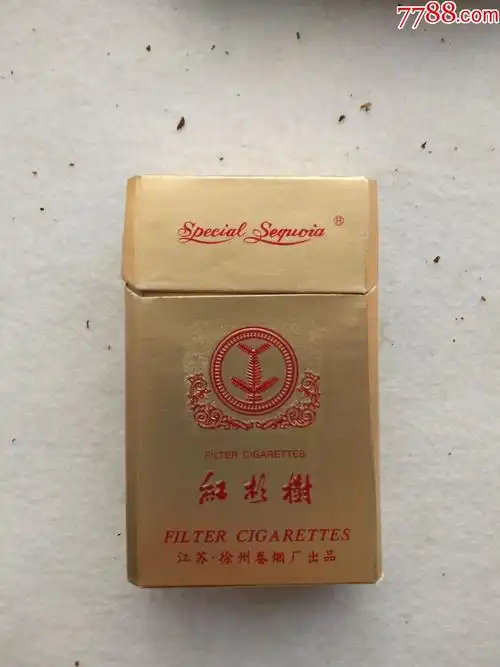 7788.com
Special Sequoia ®
FILTER CIGARETTES
紅杉樹
FILTER CIGARETTES
江苏·徐州卷烟厂出品